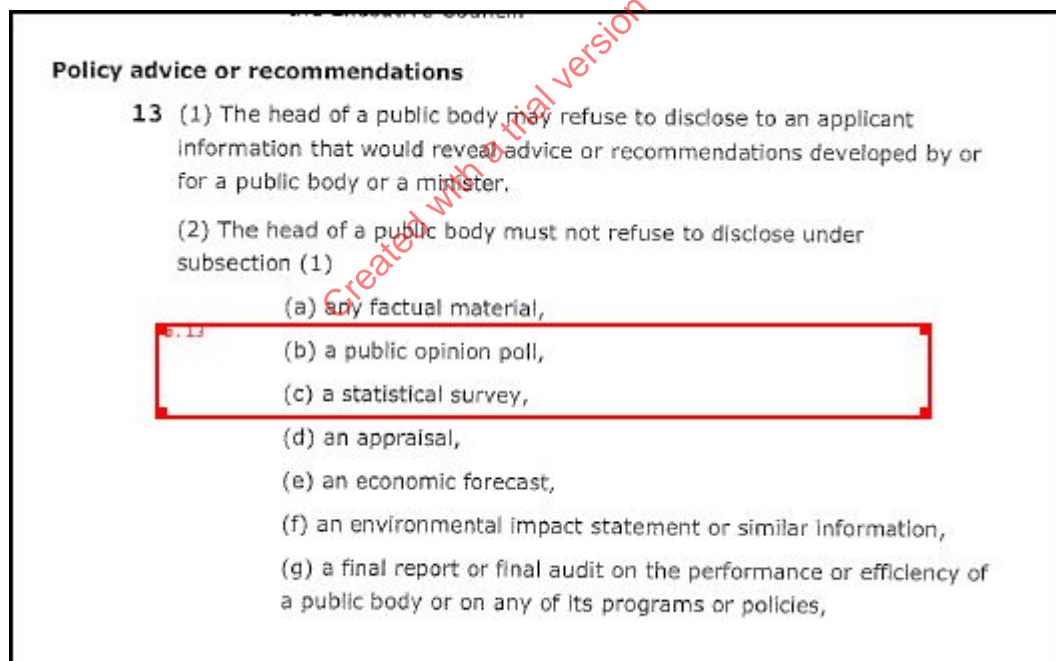 Policy advice or recommendations
13 (1) The head of a public body may refuse to disclose to an applicant
information that would reveal advice or recommendations developed by or
for a public body or a minister.
(2) The head of a public body must not refuse to disclose under
subsection (1)
(a) any factual material,
s. 13
(b) a public opinion poll,
(c) a statistical survey,
(d) an appraisal,
(e) an economic forecast,
(f) an environmental impact statement or similar information,
(g) a final report or final audit on the performance or efficiency of
a public body or on any of its programs or policies,
Created with a trial version